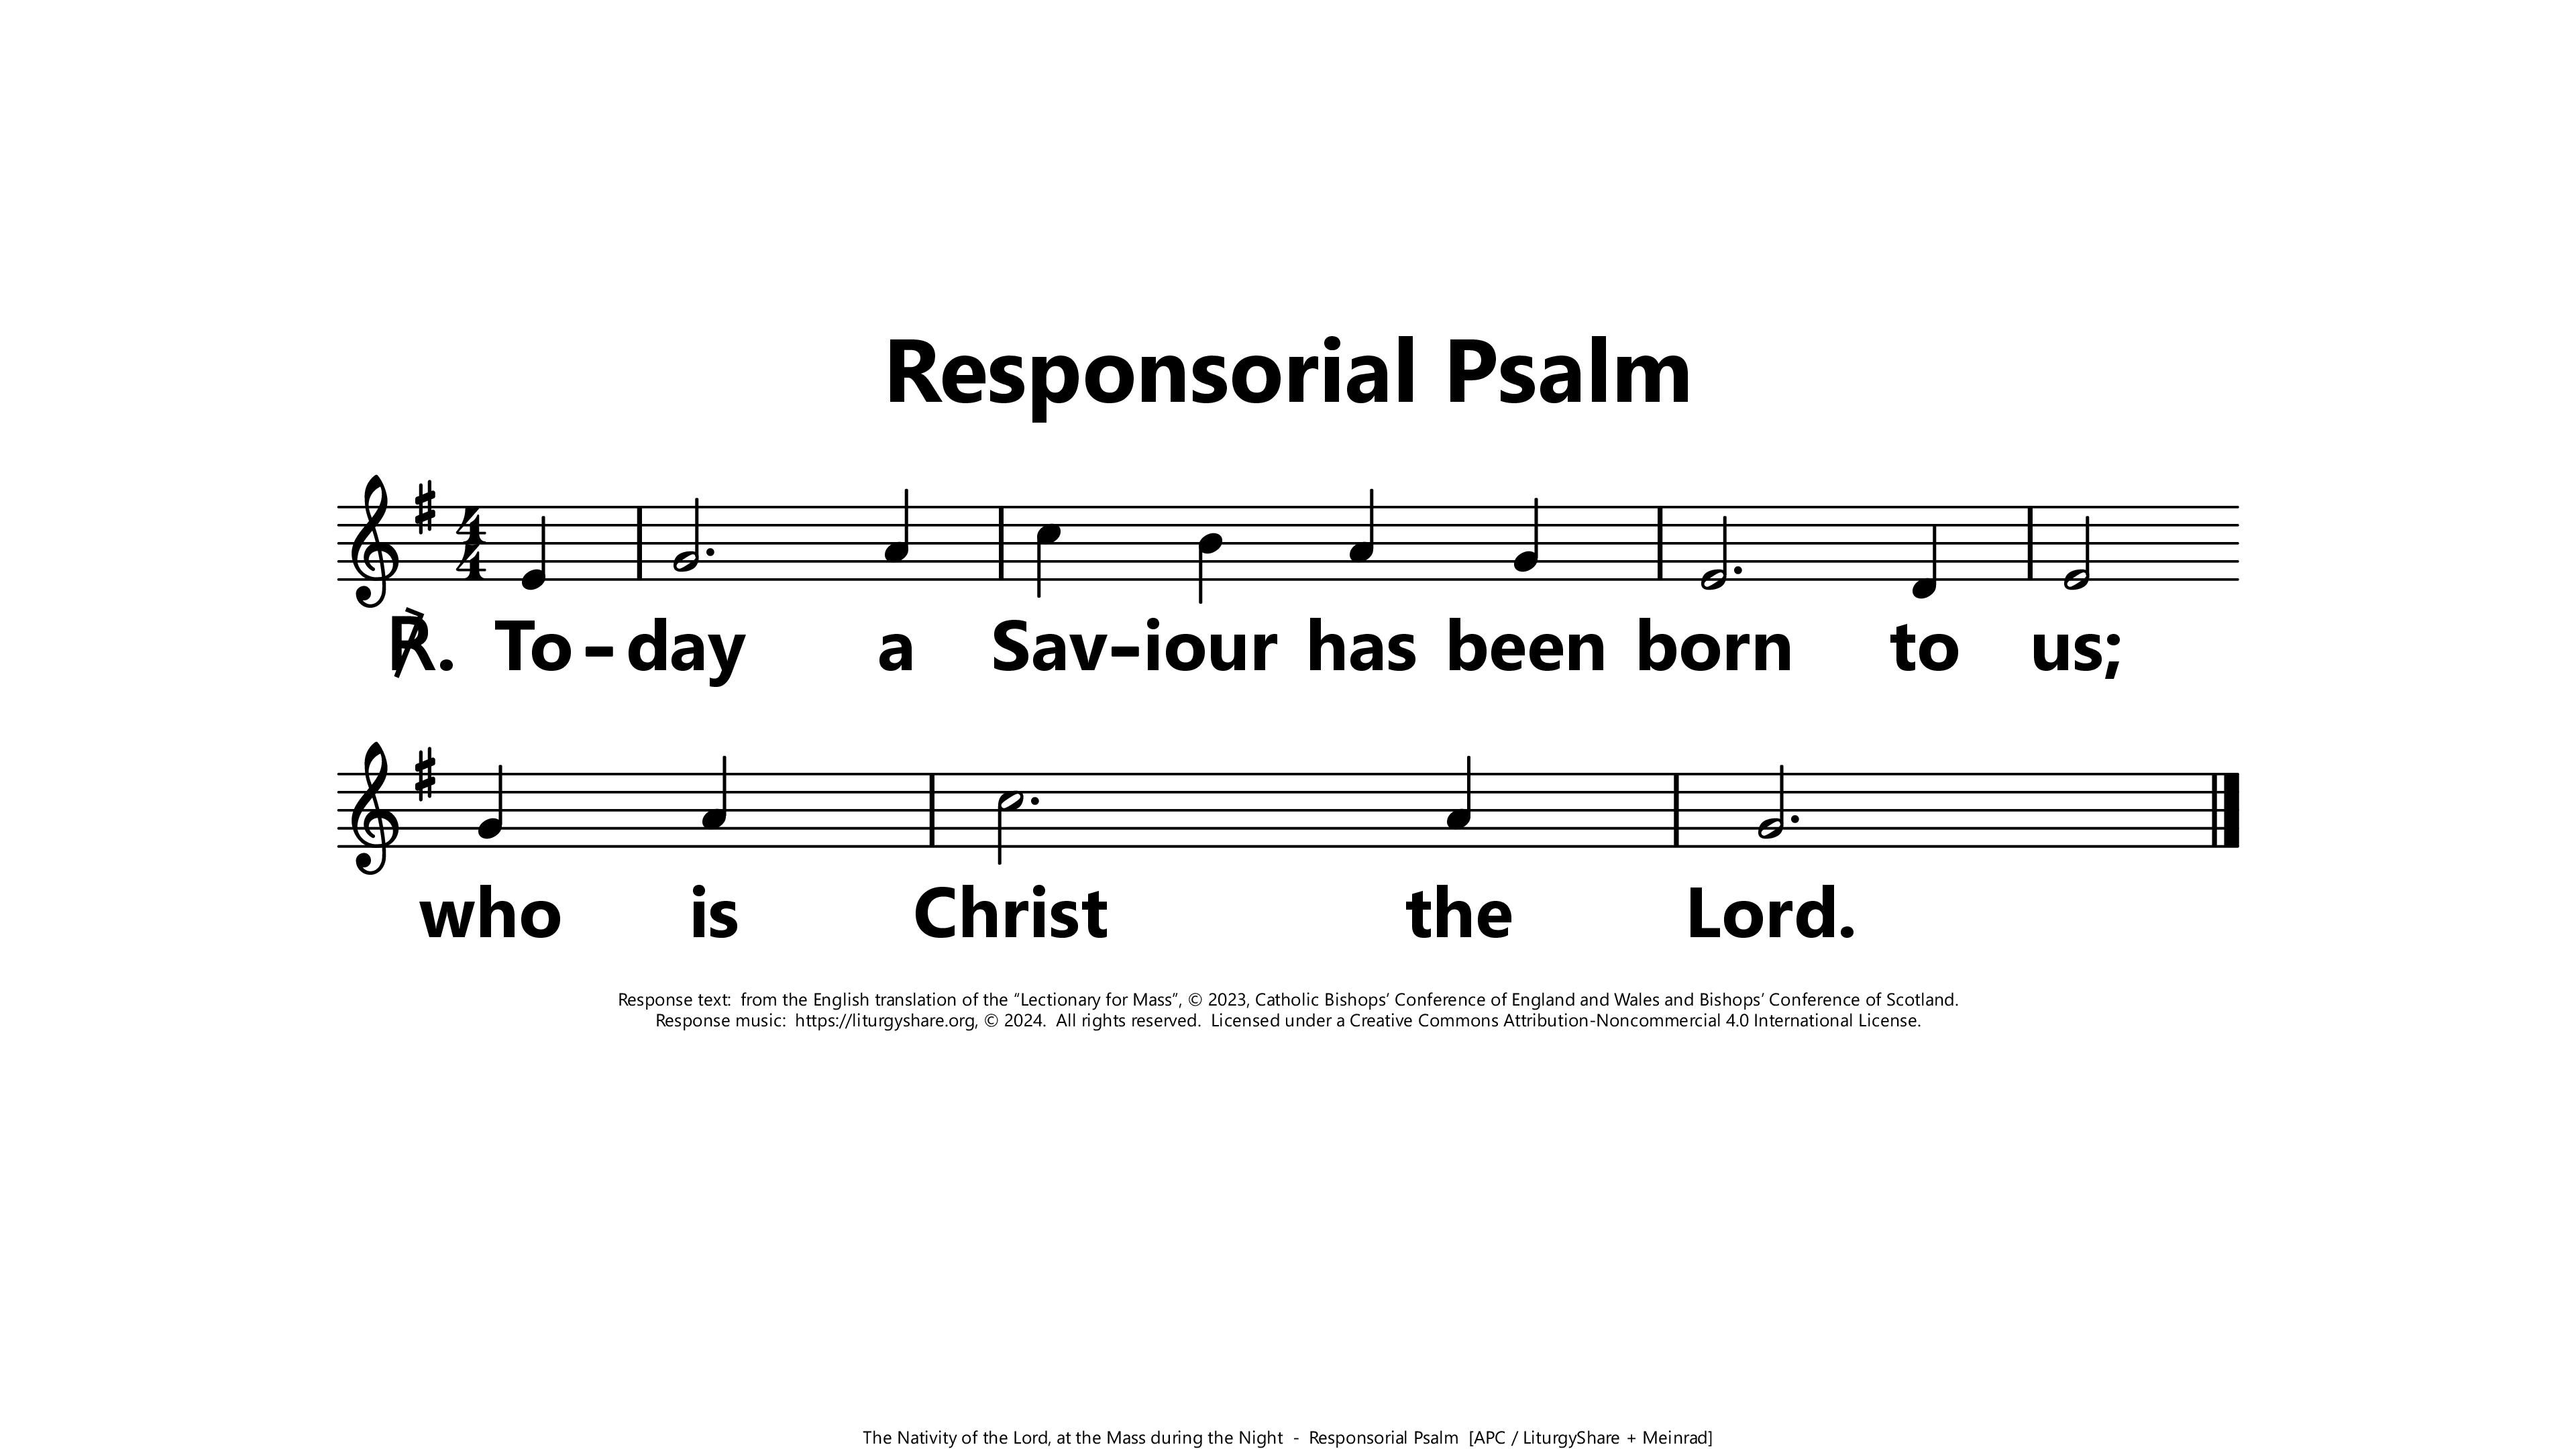 Responsorial Psalm
℟. To-day a Sav-iour has been born to us;
who is Christ the Lord.
Response text:  from the English translation of the “Lectionary for Mass”, © 2023, Catholic Bishops’ Conference of England and Wales and Bishops’ Conference of Scotland.
Response music:  https://liturgyshare.org, © 2024.  All rights reserved.  Licensed under a Creative Commons Attribution-Noncommercial 4.0 International License.
The Nativity of the Lord, at the Mass during the Night  -  Responsorial Psalm  [APC / LiturgyShare + Meinrad]